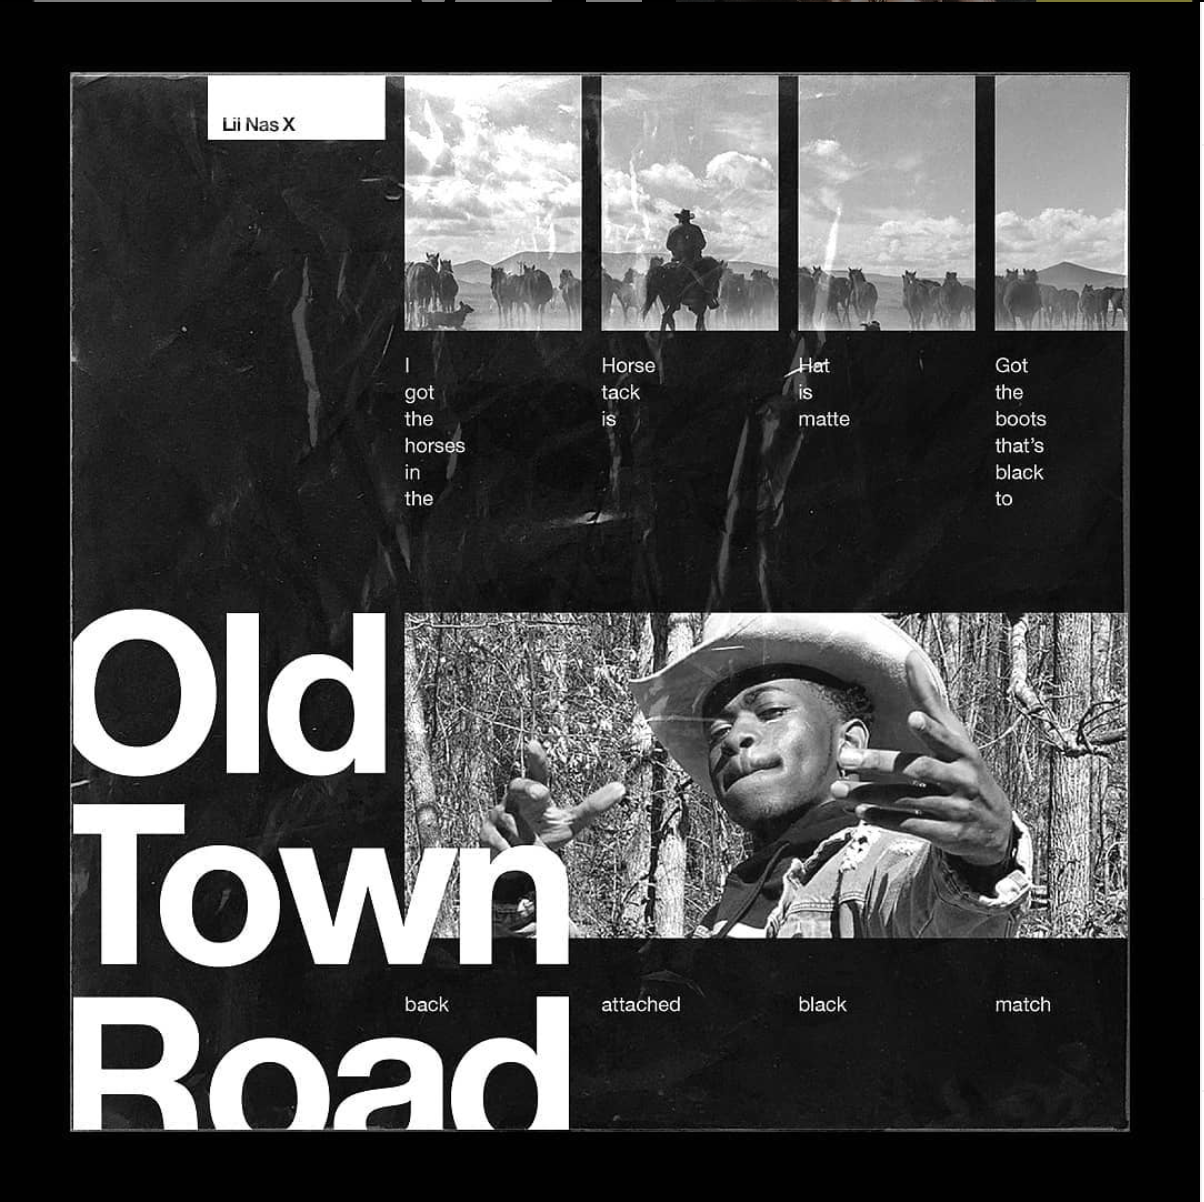 Lii Nas X
I
got
the
horses
in
the
Horse
tack
is
Hat
is
matte
Got
the
boots
that's
black
to
Old
Town
Road
back
attached
black
match